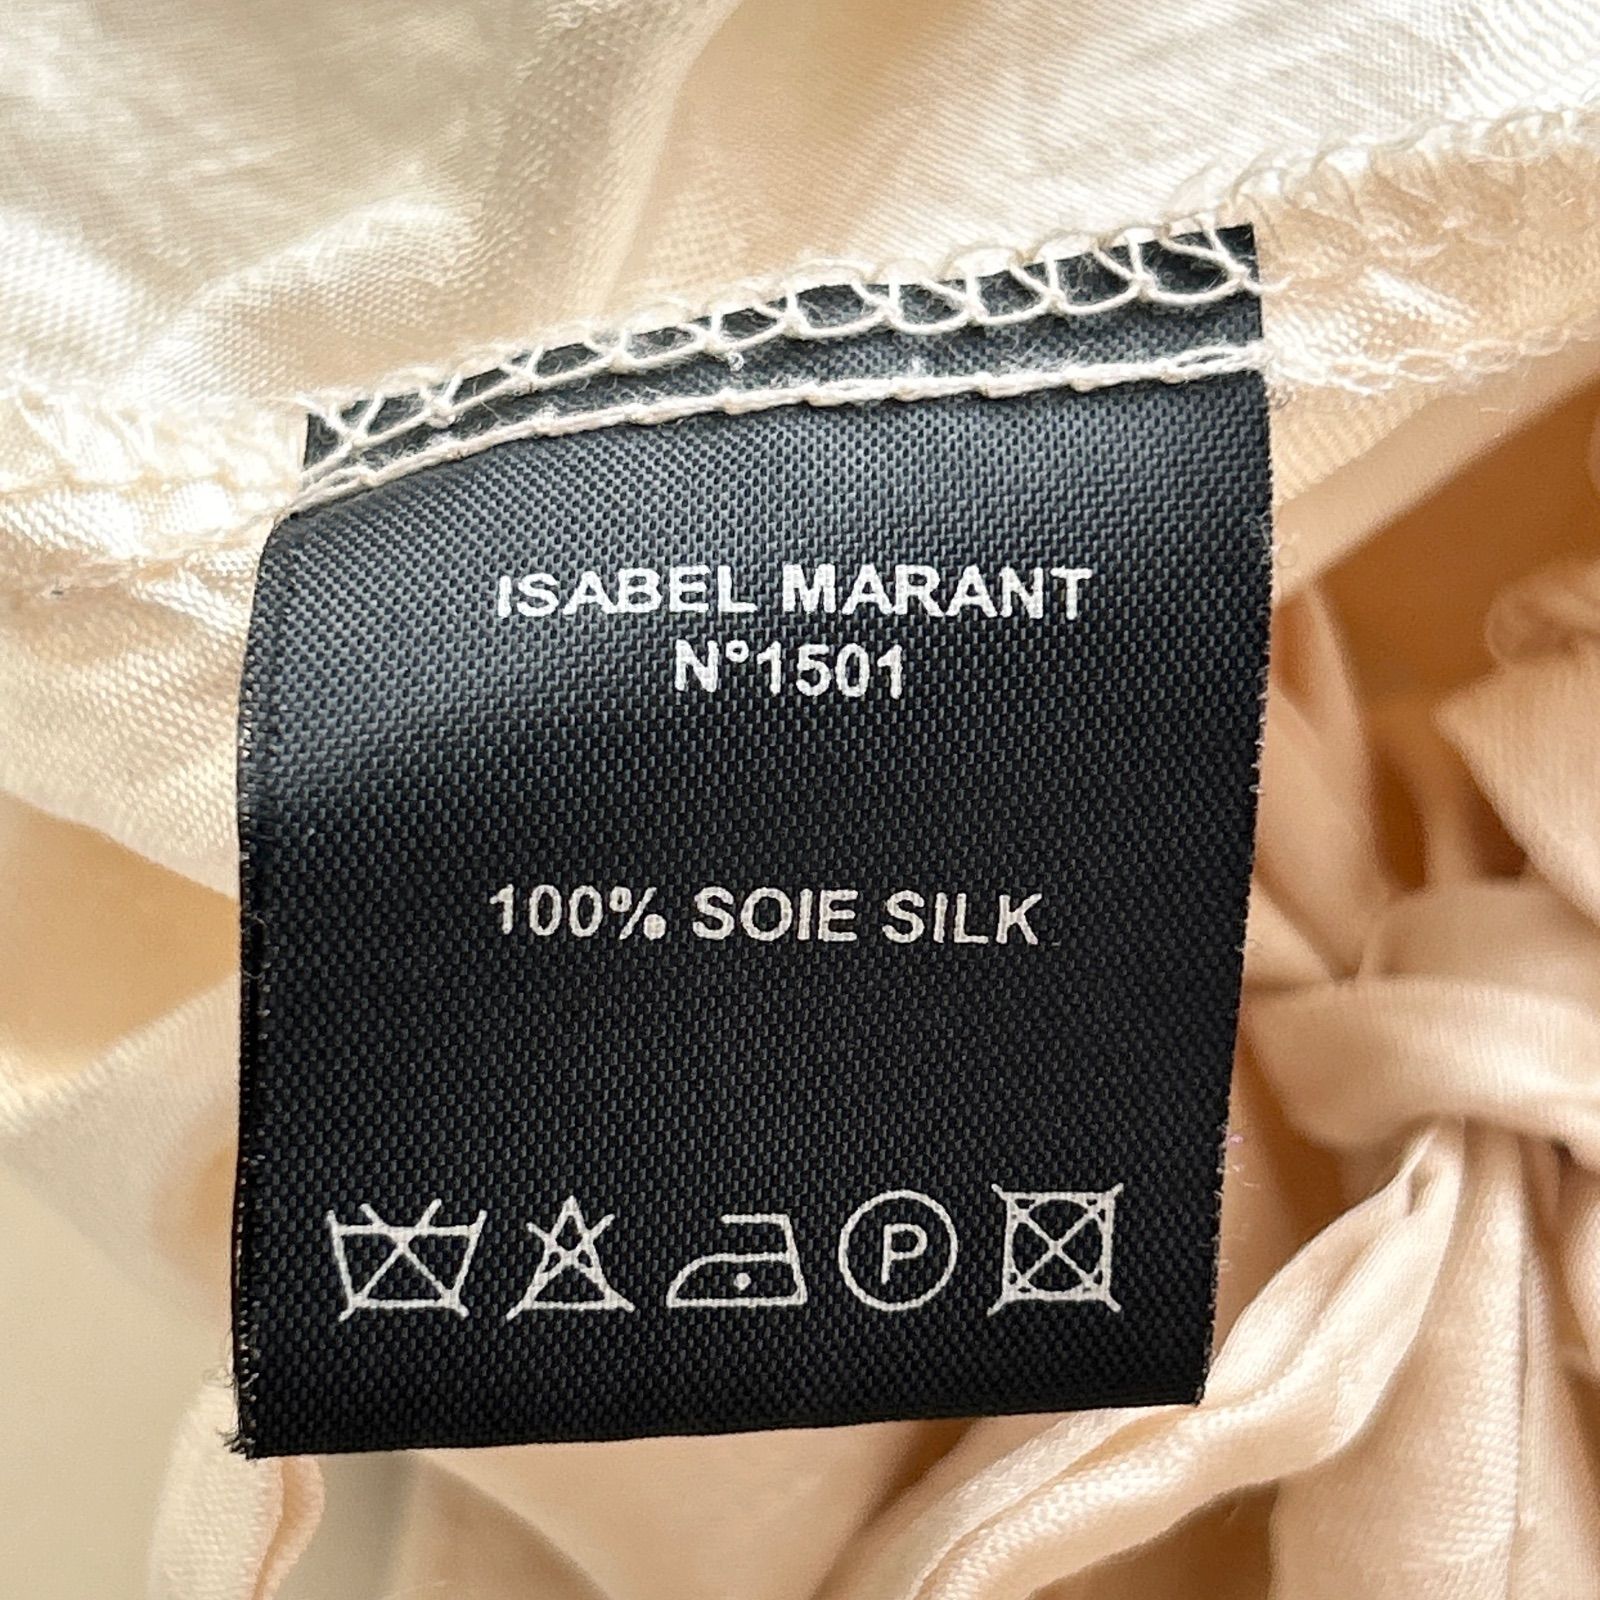 ISABEL MARANT
N°1501
100% SOIE SILK
P